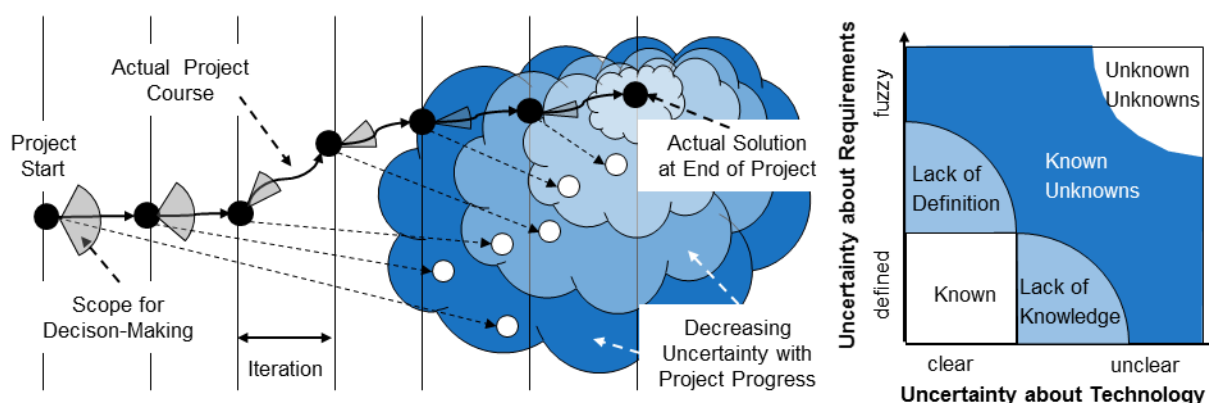 Actual Project
Course
Project
Start
Scope for
Decison-Making
Iteration
Actual Solution
at End of Project
Decreasing
Uncertainty with
Project Progress
Uncertainty about Requirements
fuzzy
defined
Unknown
Unknowns
Known
Unknowns
Lack of
Definition
Known
Lack of
Knowledge
clear
unclear
Uncertainty about Technology